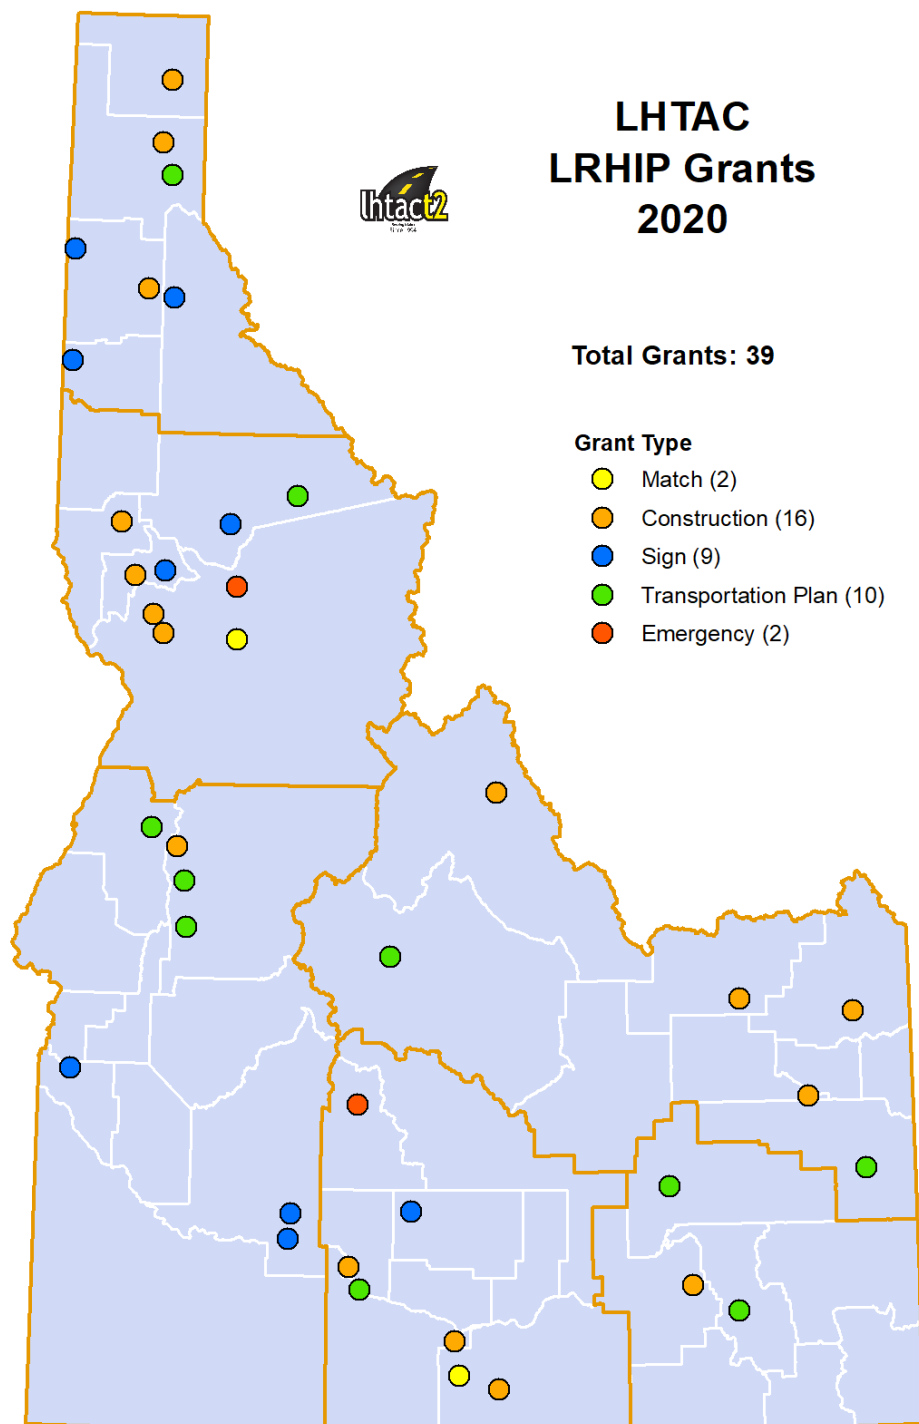 LHTAC
LRHIP Grants
2020
lhtact2
Total Grants: 39
Grant Type
Match (2)
Construction (16)
Sign (9)
Transportation Plan (10)
Emergency (2)